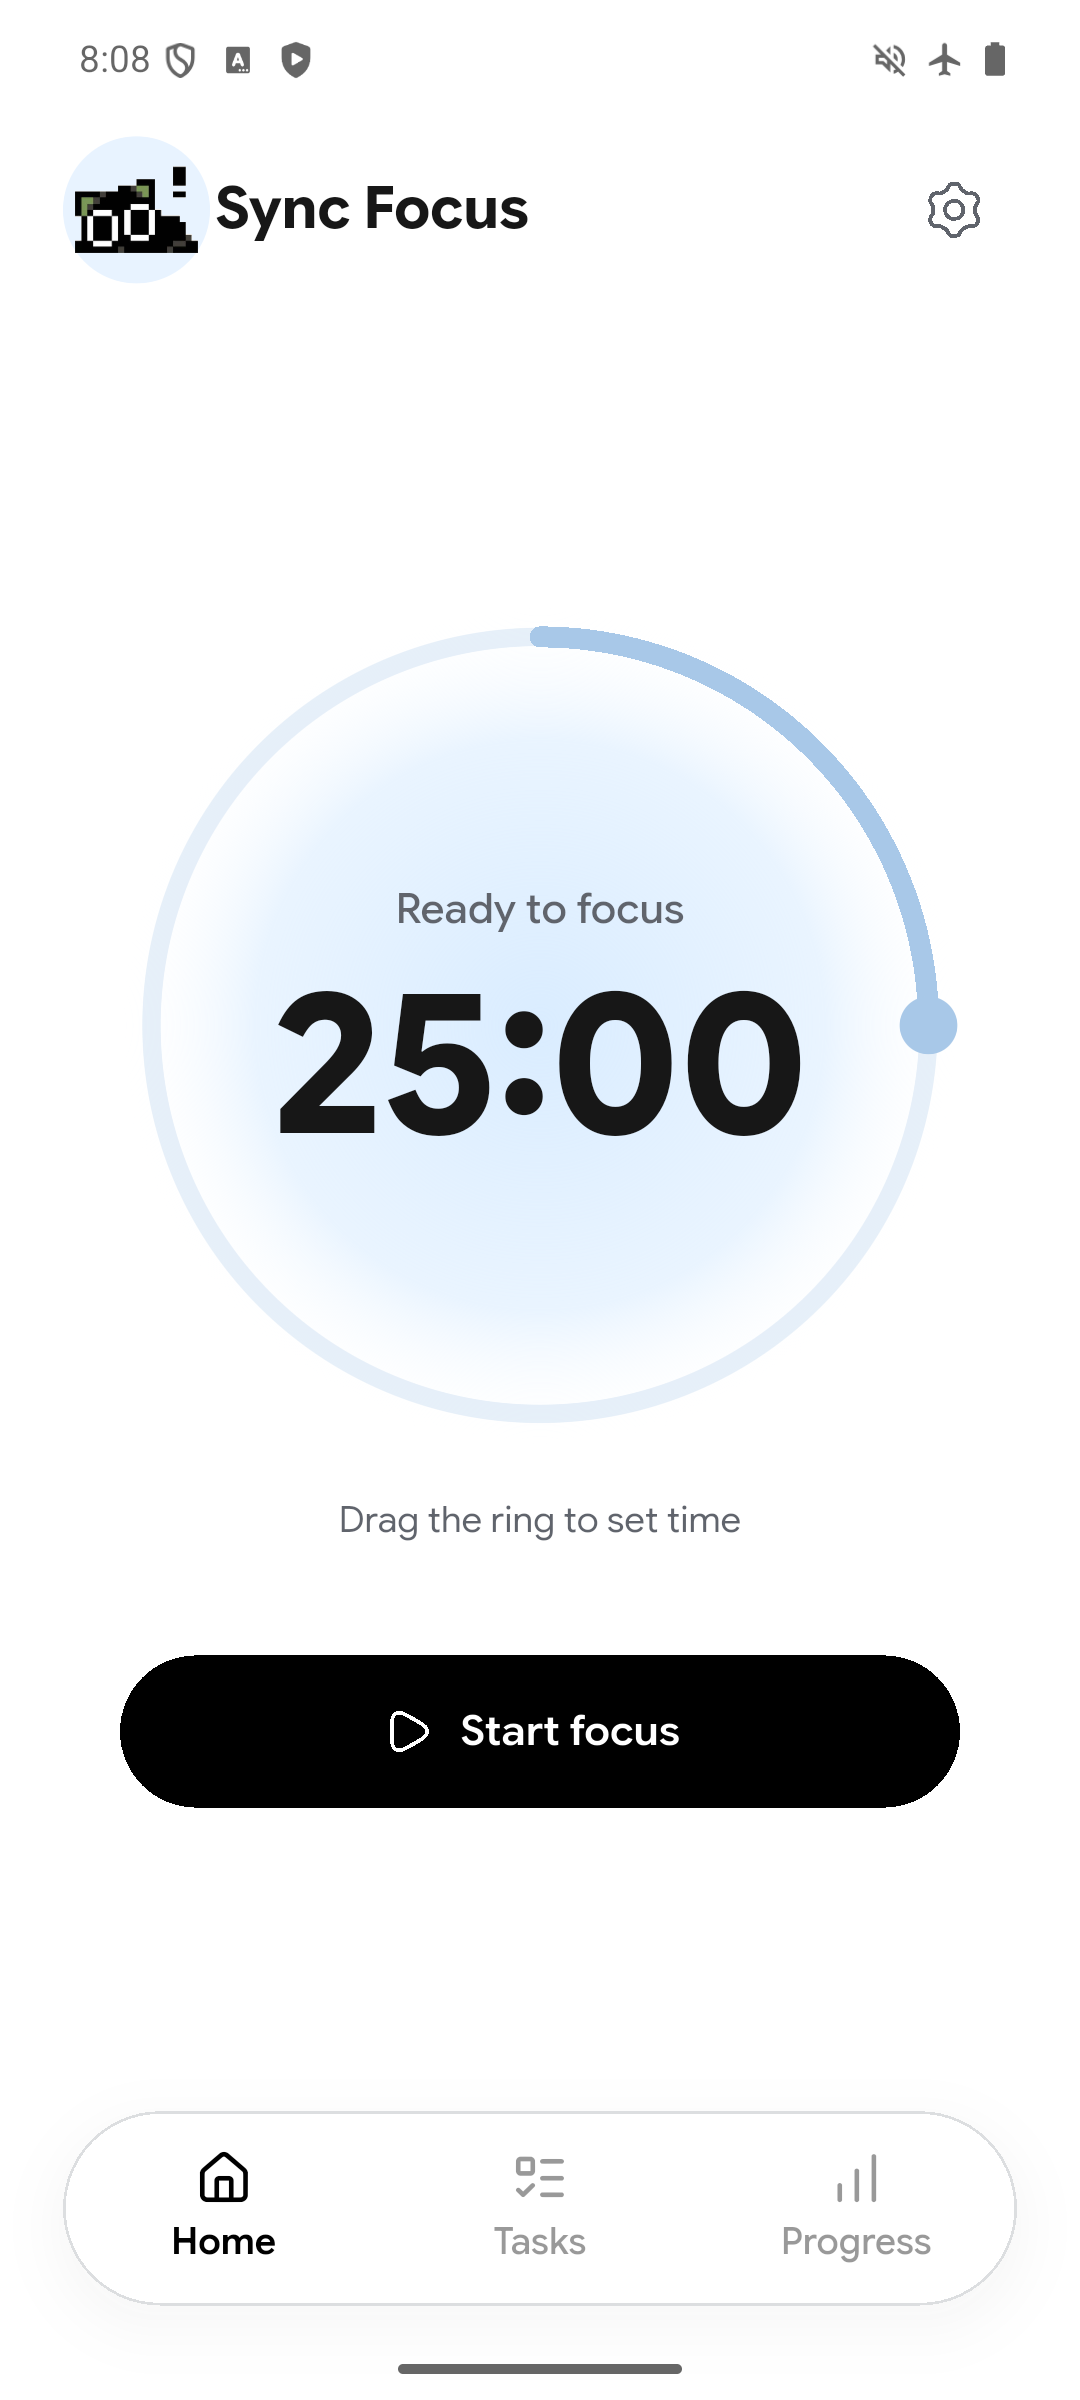 8:08
Sync Focus
Ready to focus
25:00
Drag the ring to set time
Start focus
Home
Tasks
Progress